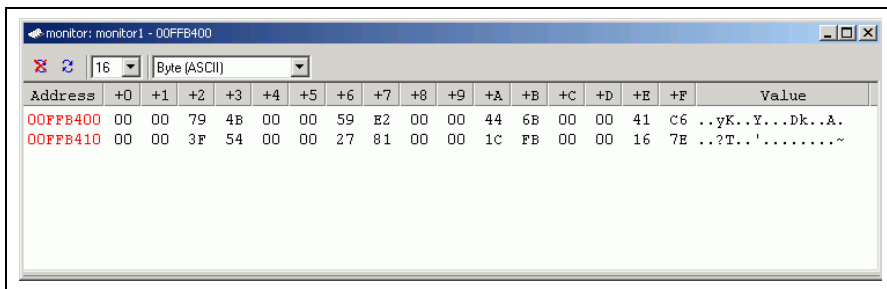 monitor: monitor1 - 00FFB400
16 Byte (ASCII)
Address +0 +1 +2 +3 +4 +5 +6 +7 +8 +9 +A +B +C +D +E +F Value
00FFB400 00 00 79 4B 00 00 59 E2 00 00 44 6B 00 00 41 C6 ..yK..Y...Dk..A.
00FFB410 00 00 3F 54 00 00 27 81 00 00 1C FB 00 00 16 7E ..?T..'........~